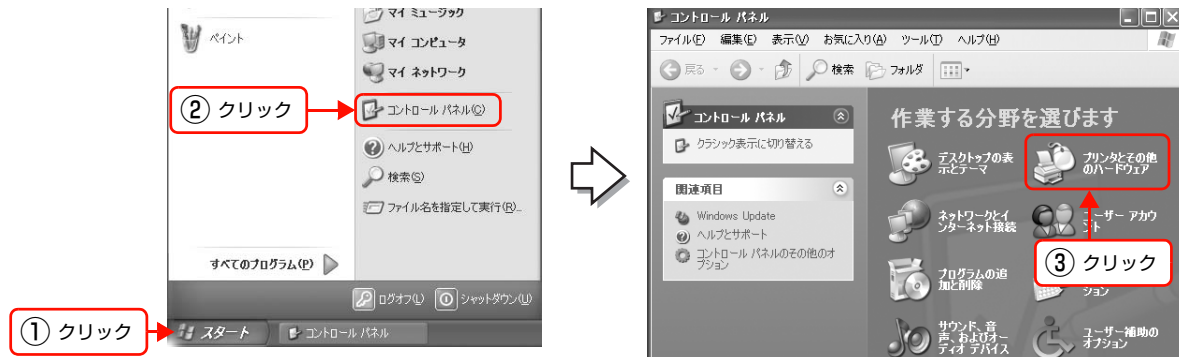 マイ ミュージック
ペイント
マイ コンピュータ
マイ ネットワーク
② クリック
コントロール パネル(C)
ヘルプとサポート(H)
検索(S)
ファイル名を指定して実行(R)...
すべてのプログラム(P)
ログオフ(L)
シャットダウン(U)
① クリック
スタート
コントロール パネル
コントロール パネル
ファイル(F) 編集(E) 表示(V) お気に入り(A) ツール(T) ヘルプ(H)
戻る
検索
フォルダ
コントロール パネル
クラシック表示に切り替える
関連項目
Windows Update
ヘルプとサポート
コントロール パネルのその他のオ
プション
作業する分野を選びます
デスクトップの表
示とテーマ
プリンタとその他
のハードウェア
ネットワークとイ
ンターネット接続
ーザー アカウ
ント
③ クリック
プログラムの追
加と削除
ション
サウンド、音
声、およびオー
ディオ デバイス
ユーザー補助の
オプション